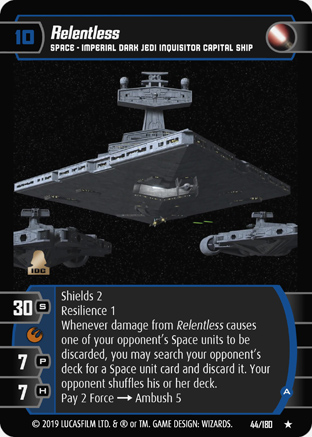 10
Relentless
SPACE - IMPERIAL DARK JEDI INQUISITOR CAPITAL SHIP
IDC
30 S
7 P
7 H
Shields 2
Resilience 1
Whenever damage from Relentless causes
one of your opponent's Space units to be
discarded, you may search your opponent's
deck for a Space unit card and discard it. Your
opponent shuffles his or her deck.
Pay 2 Force → Ambush 5
A
© 2019 LUCASFILM LTD. & ® or TM. GAME DESIGN: WIZARDS.
44/180 ★